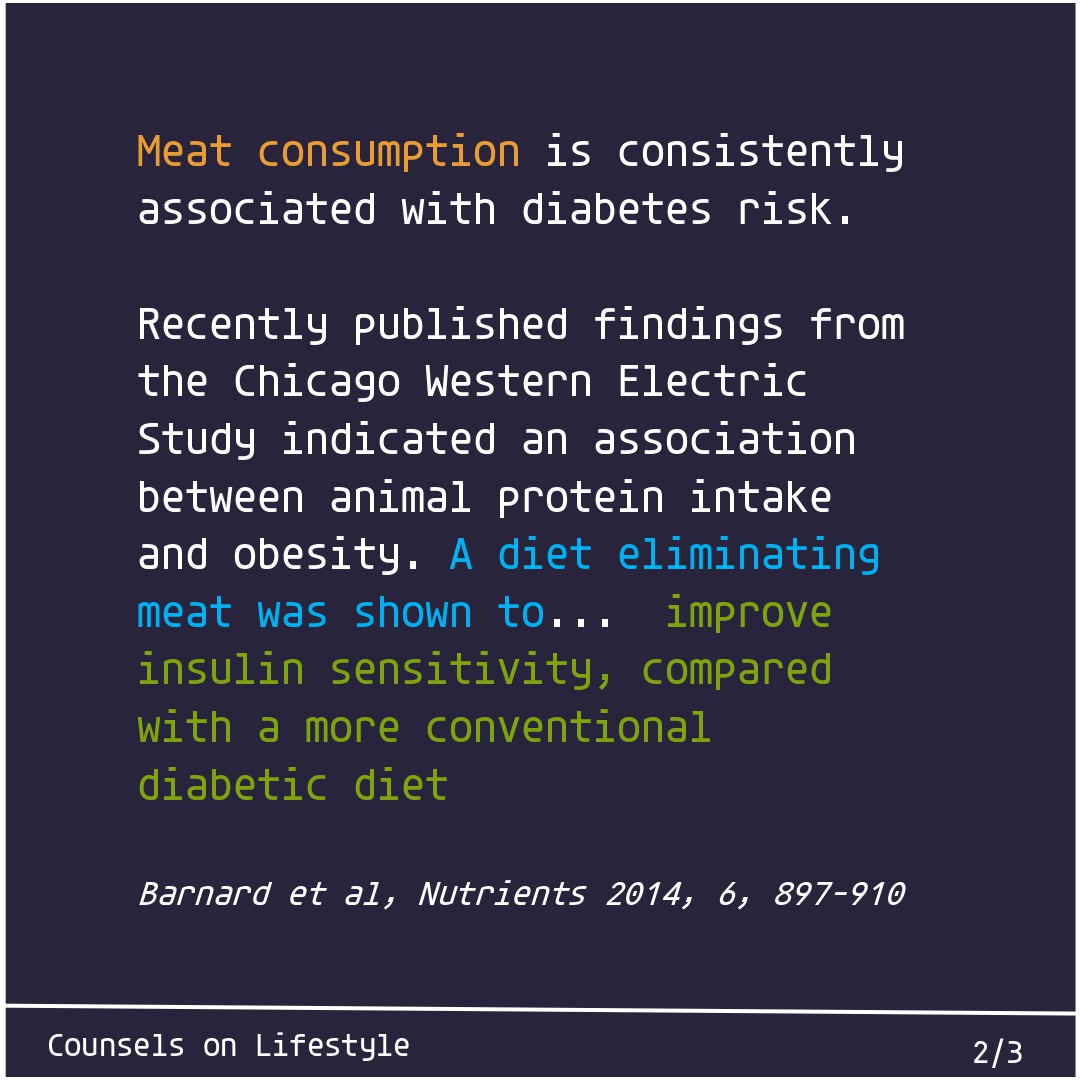 Meat consumption is consistently
associated with diabetes risk.
Recently published findings from
the Chicago Western Electric
Study indicated an association
between animal protein intake
and obesity. A diet eliminating
meat was shown to... improve
insulin sensitivity, compared
with a more conventional
diabetic diet
Barnard et al, Nutrients 2014, 6, 897-910
Counsels on Lifestyle
2/3